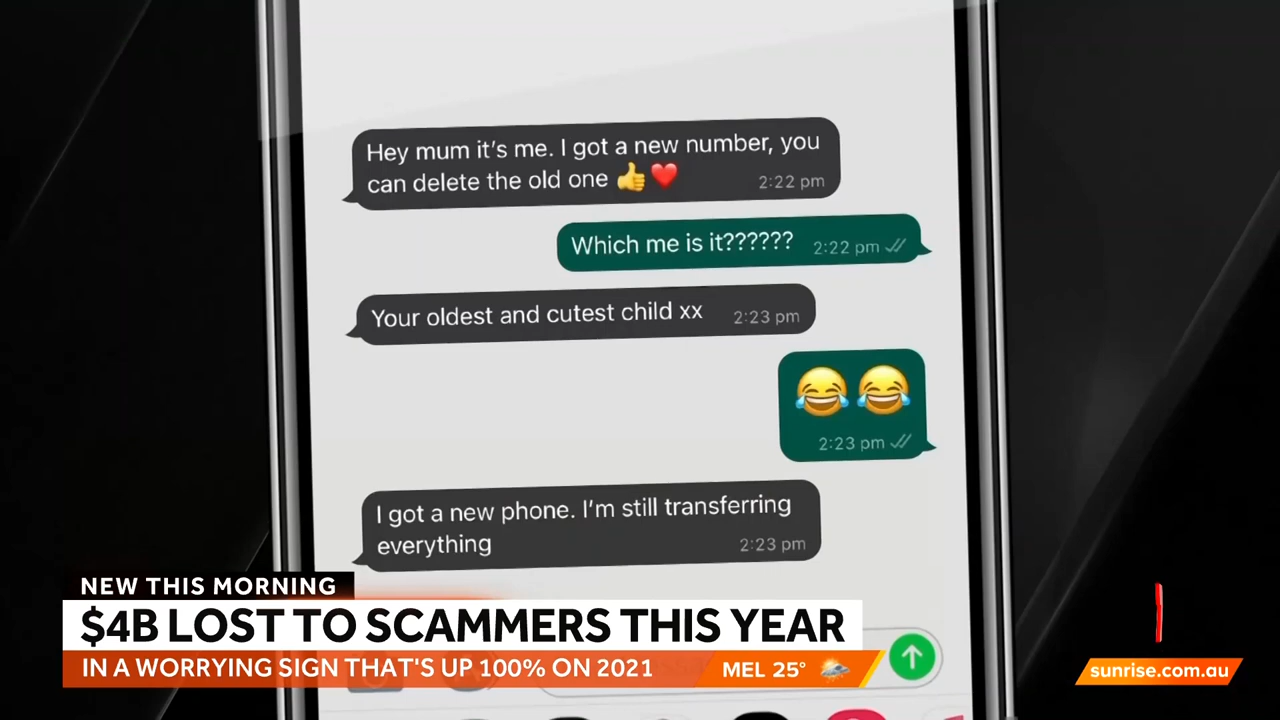 Hey mum it's me. I got a new number, you
can delete the old one 👍❤️ 2:22 pm
Which me is it?????? 2:22 pm
Your oldest and cutest child xx 2:23 pm
😂😂
2:23 pm
I got a new phone. I'm still transferring
everything 2:23 pm
NEW THIS MORNING
$4B LOST TO SCAMMERS THIS YEAR
IN A WORRYING SIGN THAT'S UP 100% ON 2021 MEL 25°
sunrise.com.au